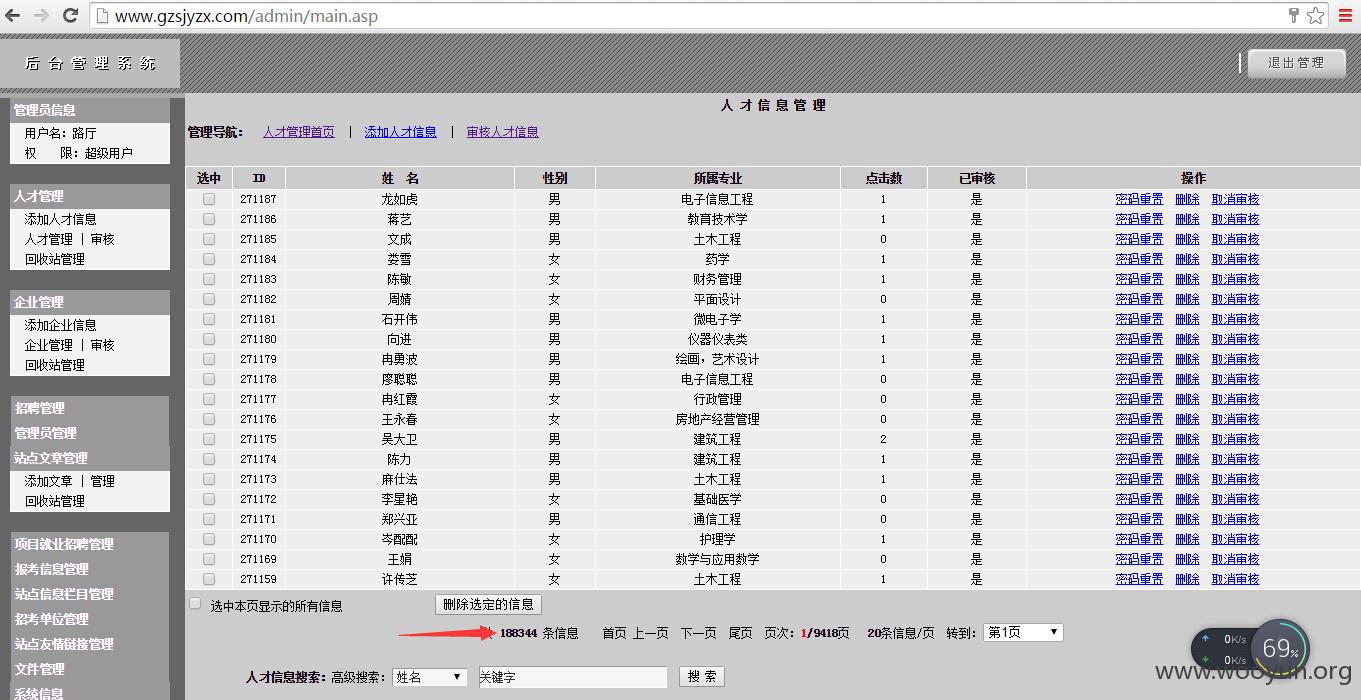 www.gzsjyzx.com/admin/main.asp
后台管理系统
退出管理
管理员信息
用户名：路厅
权 限：超级用户
人才管理
添加人才信息
人才管理 | 审核
回收站管理
企业管理
添加企业信息
企业管理 | 审核
回收站管理
招聘管理
管理员管理
站点文章管理
添加文章 | 管理
回收站管理
项目就业招聘管理
报考信息管理
站点信息栏目管理
招考单位管理
站点友情链接管理
文件管理
系统信息
人才信息管理
管理导航： 人才管理首页 | 添加人才信息 | 审核人才信息
选中 ID 姓 名 性别 所属专业 点击数 已审核 操作
271187 龙如虎 男 电子信息工程 1 是 密码重置 删除 取消审核
271186 蒋艺 男 教育技术学 1 是 密码重置 删除 取消审核
271185 文成 男 土木工程 0 是 密码重置 删除 取消审核
271184 娄雪 女 药学 1 是 密码重置 删除 取消审核
271183 陈敏 女 财务管理 1 是 密码重置 删除 取消审核
271182 周婧 女 平面设计 0 是 密码重置 删除 取消审核
271181 石开伟 男 微电子学 1 是 密码重置 删除 取消审核
271180 向进 男 仪器仪表类 1 是 密码重置 删除 取消审核
271179 冉勇波 男 绘画，艺术设计 1 是 密码重置 删除 取消审核
271178 廖聪聪 男 电子信息工程 0 是 密码重置 删除 取消审核
271177 冉红霞 女 行政管理 0 是 密码重置 删除 取消审核
271176 王永春 女 房地产经营管理 0 是 密码重置 删除 取消审核
271175 吴大卫 男 建筑工程 2 是 密码重置 删除 取消审核
271174 陈力 男 建筑工程 1 是 密码重置 删除 取消审核
271173 麻仕法 男 土木工程 1 是 密码重置 删除 取消审核
271172 李星艳 女 基础医学 0 是 密码重置 删除 取消审核
271171 郑兴亚 男 通信工程 0 是 密码重置 删除 取消审核
271170 岑配配 女 护理学 1 是 密码重置 删除 取消审核
271169 王娟 女 数学与应用数学 0 是 密码重置 删除 取消审核
271159 许传芝 女 土木工程 1 是 密码重置 删除 取消审核
选中本页显示的所有信息 删除选定的信息
188344 条信息 首页 上一页 下一页 尾页 页次：1/9418页 20条信息/页 转到： 第1页
人才信息搜索：高级搜索： 姓名 关键字 搜 索
0K/s
0K/s
69%
www.wooyun.org